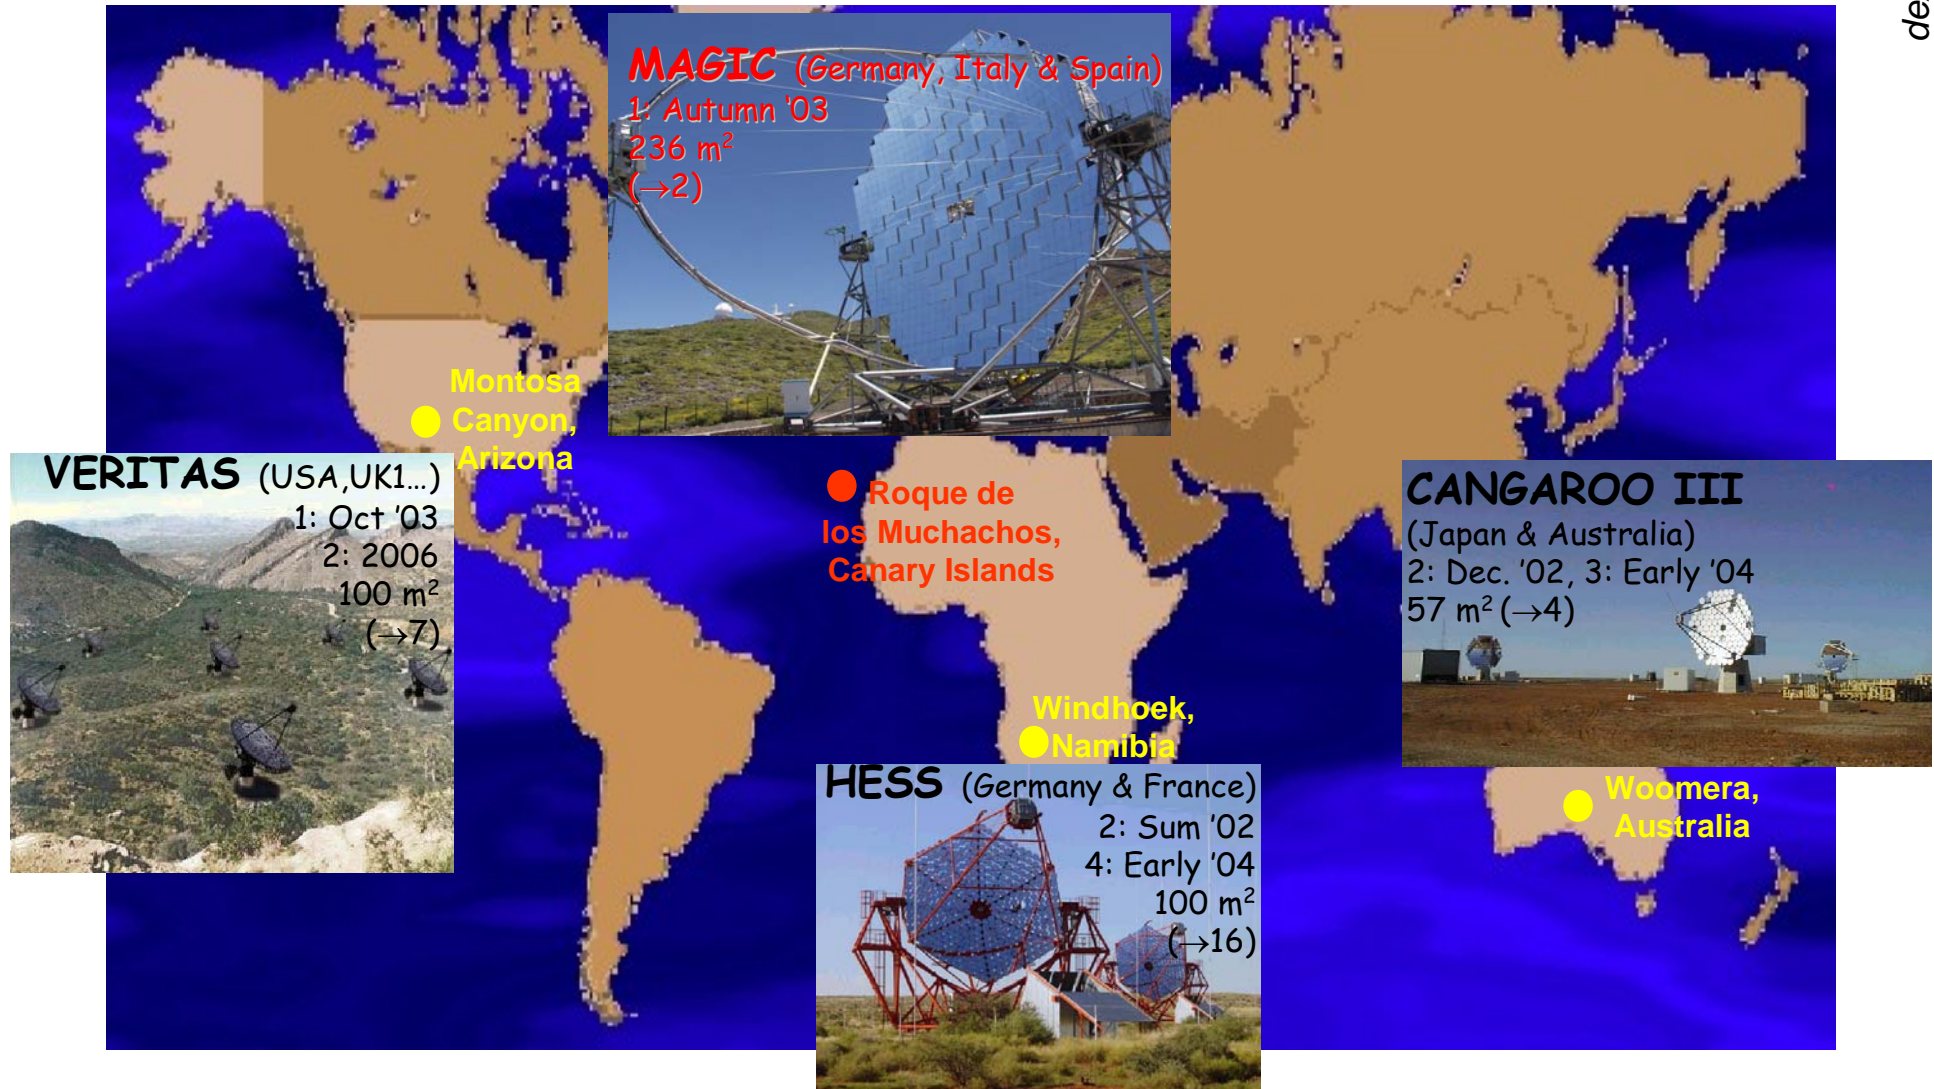 MAGIC (Germany, Italy & Spain)
1: Autumn '03
236 m²
(→2)
Montosa
Canyon,
Arizona
VERITAS (USA,UK1...)
1: Oct '03
2: 2006
100 m²
(→7)
Roque de
los Muchachos,
Canary Islands
CANGAROO III
(Japan & Australia)
2: Dec. '02, 3: Early '04
57 m² (→4)
Windhoek,
Namibia
HESS (Germany & France)
2: Sum '02
4: Early '04
100 m²
(→16)
Woomera,
Australia